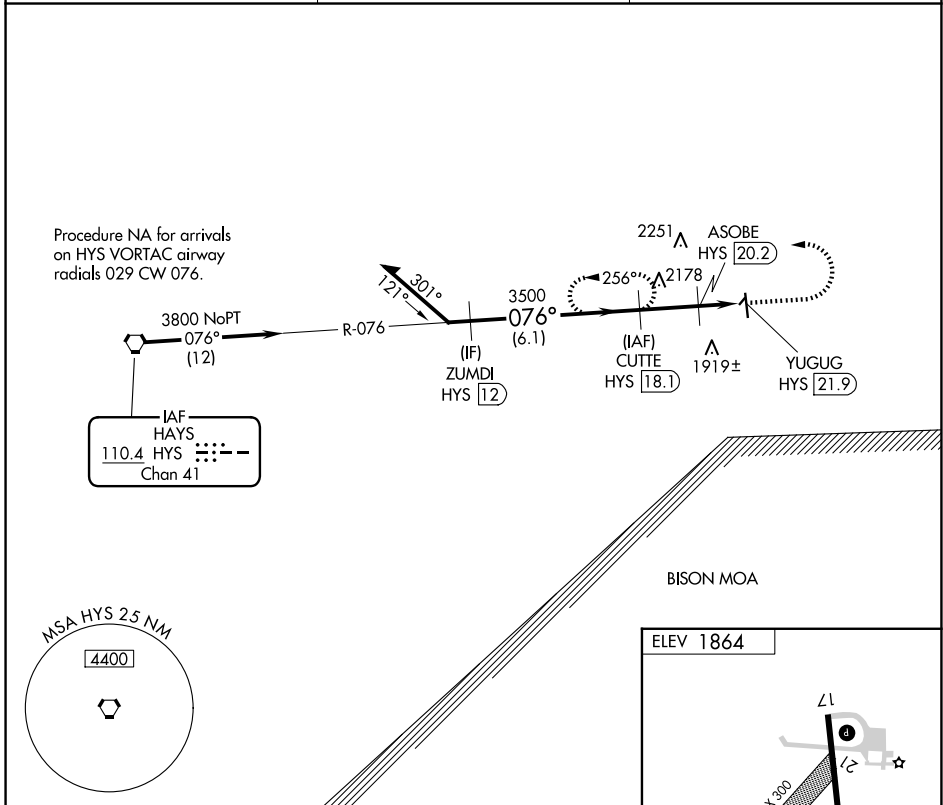 Procedure NA for arrivals
on HYS VORTAC airway
radials 029 CW 076.
3800 NoPT
076°
(12)
R-076
301°
121°
(IF)
ZUMDI
HYS 12
3500
076°
(6.1)
256°
2251
2178
ASOBE
HYS 20.2
(IAF)
CUTTE
HYS 18.1
1919±
YUGUG
HYS 21.9
IAF
HAYS
110.4 HYS
Chan 41
BISON MOA
MSA HYS 25 NM
4400
ELEV 1864
17
P
21
X 300